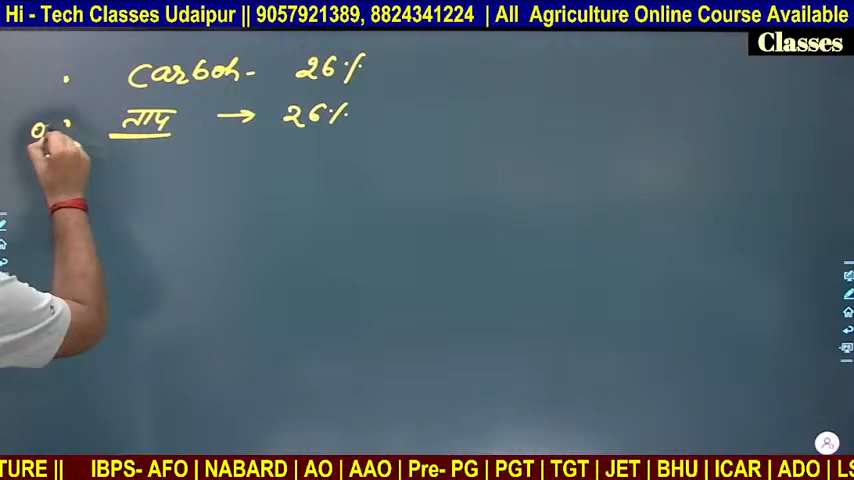 Hi - Tech Classes Udaipur || 9057921389, 8824341224 | All Agriculture Online Course Available
Classes
. Carboh - 26%
ताप → 26%
TURE || IBPS- AFO | NABARD | AO | AAO | Pre- PG | PGT | TGT | JET | BHU | ICAR | ADO | LS